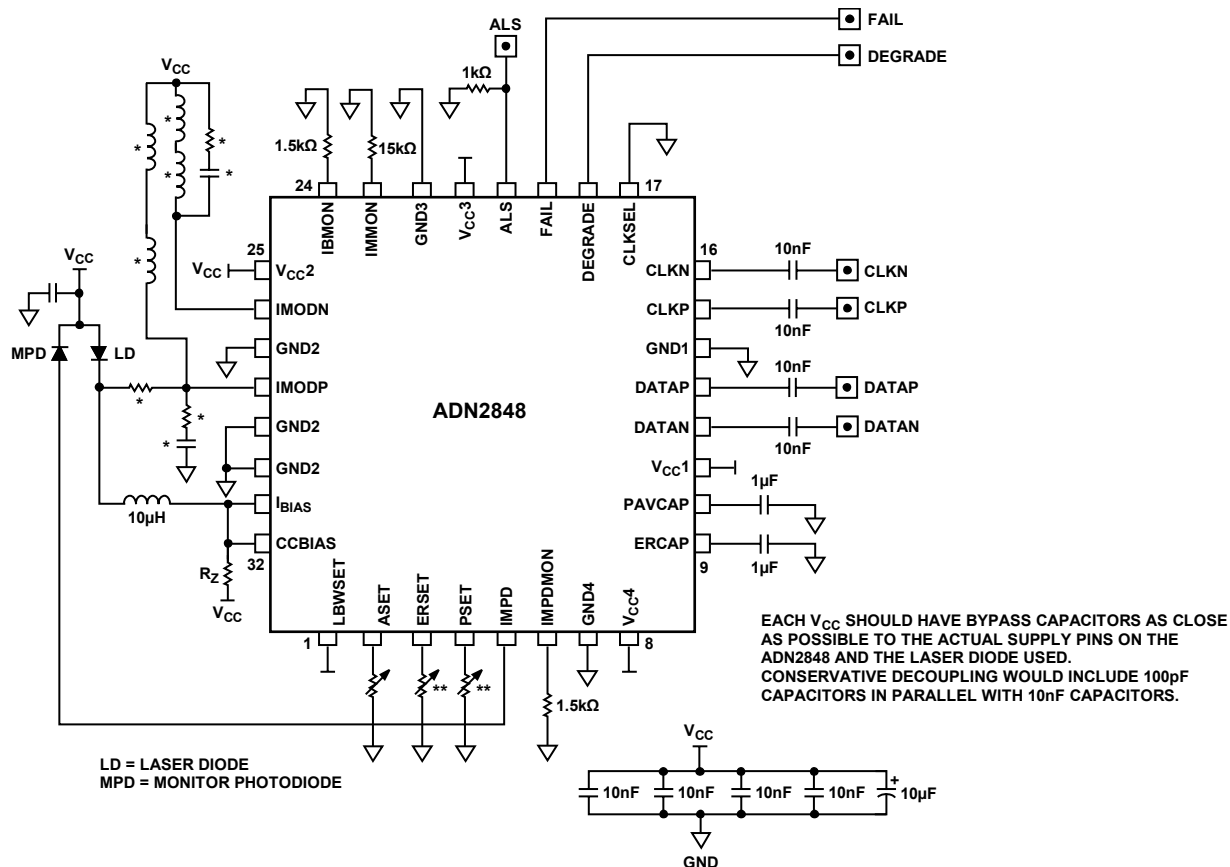 ALS
FAIL
DEGRADE
VCC
1kΩ
*
*
*
*
*
*
1.5kΩ
15kΩ
24
17
IBMON
IMMON
GND3
VCC3
ALS
FAIL
DEGRADE
CLKSEL
VCC
25
VCC
VCC2
IMODN
GND2
IMODP
GND2
GND2
IBIAS
CCBIAS
32
MPD
LD
*
*
*
10µH
RZ
VCC
ADN2848
16
CLKN
10nF
CLKN
CLKP
10nF
CLKP
GND1
DATAP
10nF
DATAP
DATAN
10nF
DATAN
VCC1
PAVCAP
1µF
ERCAP
1µF
9
LBWSET
ASET
ERSET
PSET
IMPD
IMPDMON
GND4
VCC4
1
8
**
**
1.5kΩ
EACH VCC SHOULD HAVE BYPASS CAPACITORS AS CLOSE
AS POSSIBLE TO THE ACTUAL SUPPLY PINS ON THE
ADN2848 AND THE LASER DIODE USED.
CONSERVATIVE DECOUPLING WOULD INCLUDE 100pF
CAPACITORS IN PARALLEL WITH 10nF CAPACITORS.
LD = LASER DIODE
MPD = MONITOR PHOTODIODE
VCC
10nF
10nF
10nF
10nF
+
10µF
GND